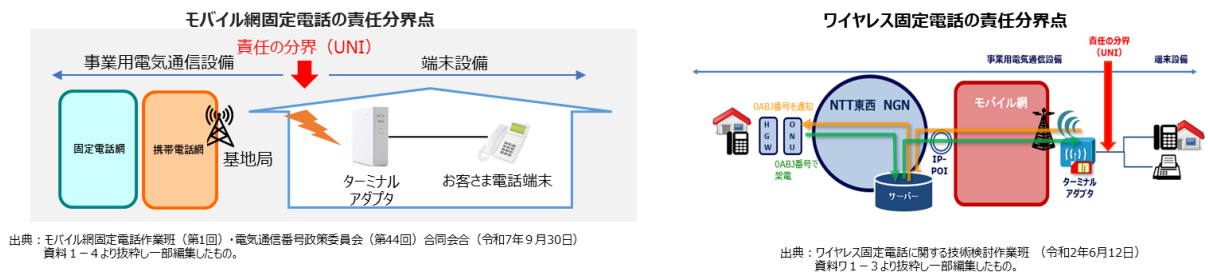 モバイル網固定電話の責任分界点
責任の分界（UNI）
事業用電気通信設備
端末設備
固定電話網
携帯電話網
基地局
ターミナル
アダプタ
お客さま電話端末
出典：モバイル網固定電話作業班（第1回）・電気通信番号政策委員会（第44回）合同会合（令和7年９月30日）
資料１－４より抜粋し一部編集したもの。
ワイヤレス固定電話の責任分界点
責任の分界
（UNI）
事業用電気通信設備
端末設備
0ABJ番号を通知
HGW
ONU
0ABJ番号で
架電
NTT東西 NGN
サーバー
IP-
POI
モバイル網
ターミナル
アダプタ
出典：ワイヤレス固定電話に関する技術検討作業班 （令和2年6月12日）
資料ワ１－３より抜粋し一部編集したもの。